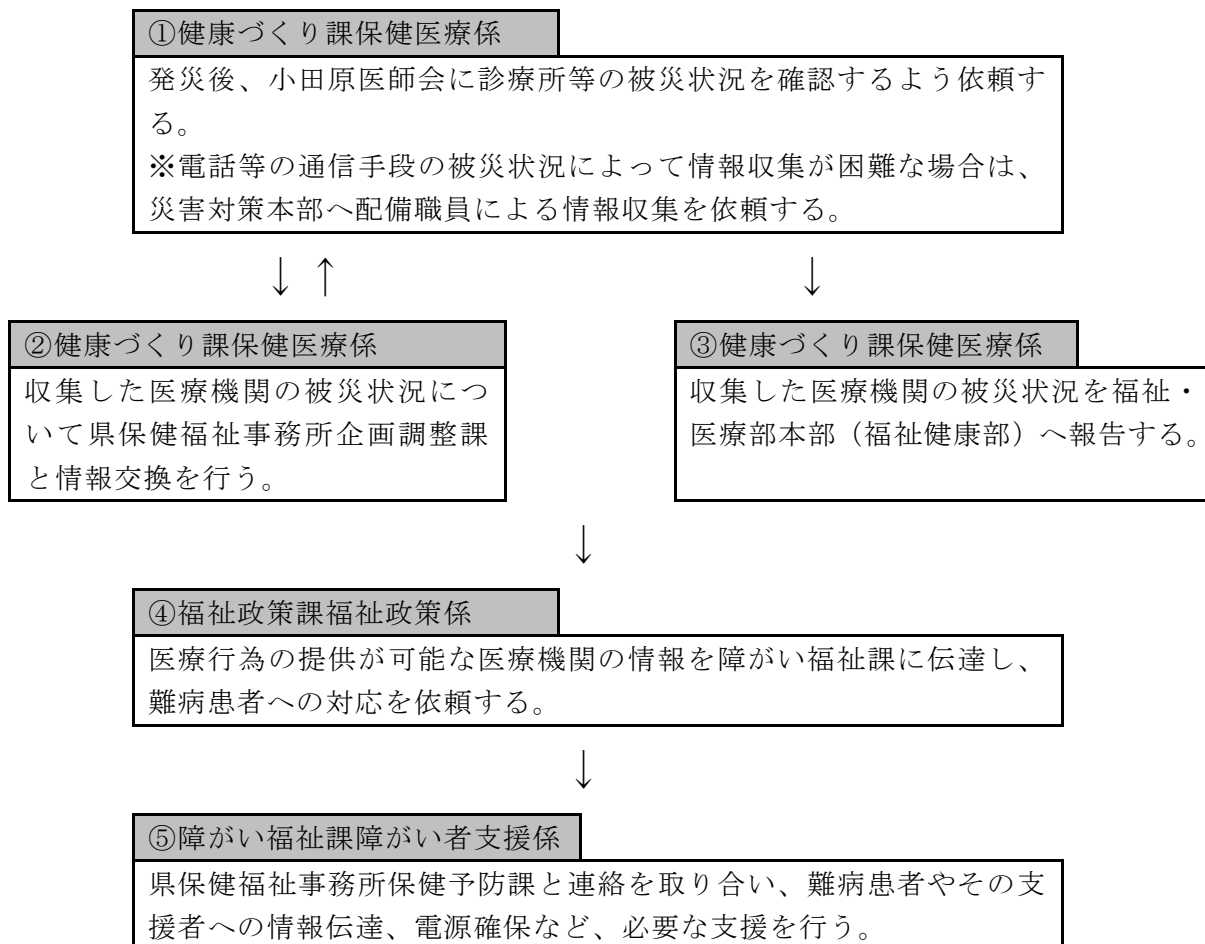 ①健康づくり課保健医療係
発災後、小田原医師会に診療所等の被災状況を確認するよう依頼す
る。
※電話等の通信手段の被災状況によって情報収集が困難な場合は、
災害対策本部へ配備職員による情報収集を依頼する。
↓ ↑
↓
②健康づくり課保健医療係
収集した医療機関の被災状況につ
いて県保健福祉事務所企画調整課
と情報交換を行う。
③健康づくり課保健医療係
収集した医療機関の被災状況を福祉・
医療部本部（福祉健康部）へ報告する。
↓
④福祉政策課福祉政策係
医療行為の提供が可能な医療機関の情報を障がい福祉課に伝達し、
難病患者への対応を依頼する。
↓
⑤障がい福祉課障がい者支援係
県保健福祉事務所保健予防課と連絡を取り合い、難病患者やその支
援者への情報伝達、電源確保など、必要な支援を行う。